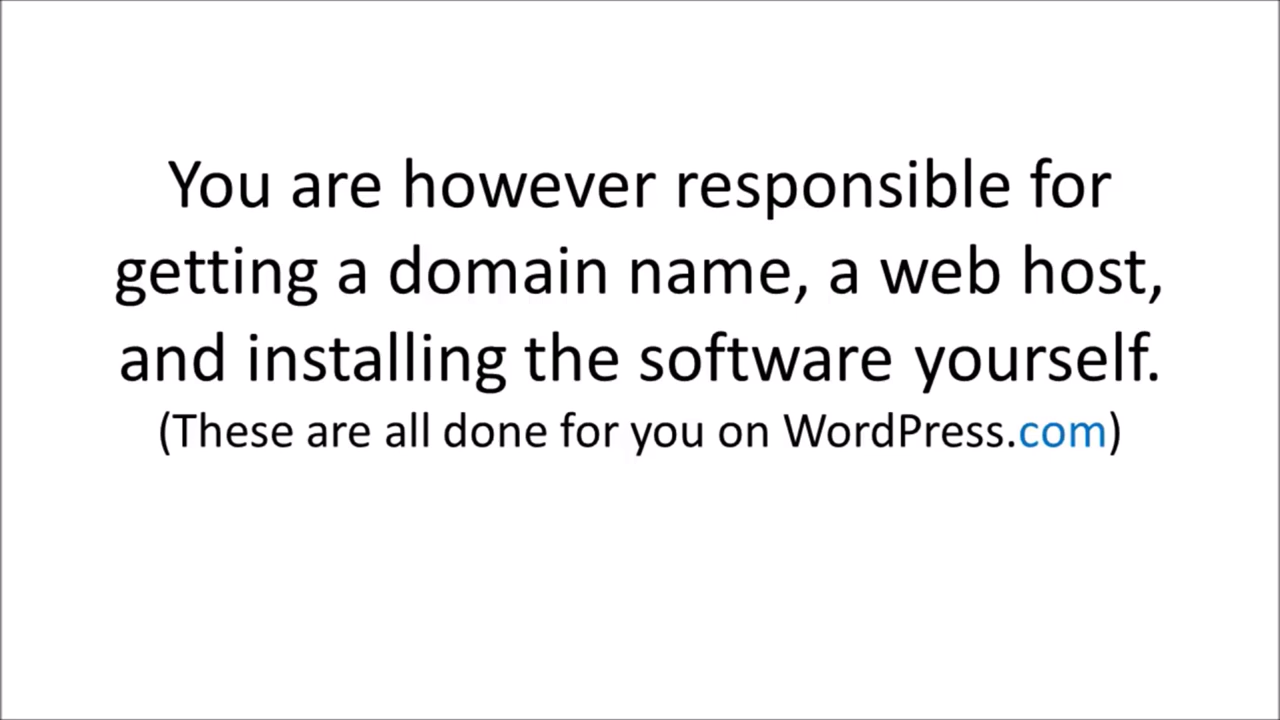 You are however responsible for
getting a domain name, a web host,
and installing the software yourself.
(These are all done for you on WordPress.com)